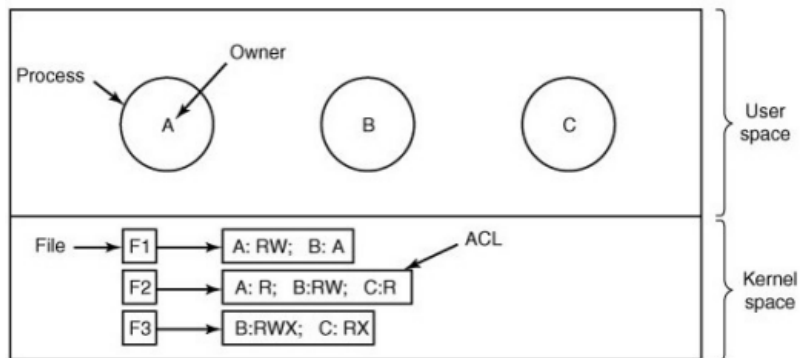 Owner
Process
A
B
C
User
space
File
F1
A: RW; B: A
ACL
F2
A: R; B:RW; C:R
F3
B:RWX; C: RX
Kernel
space